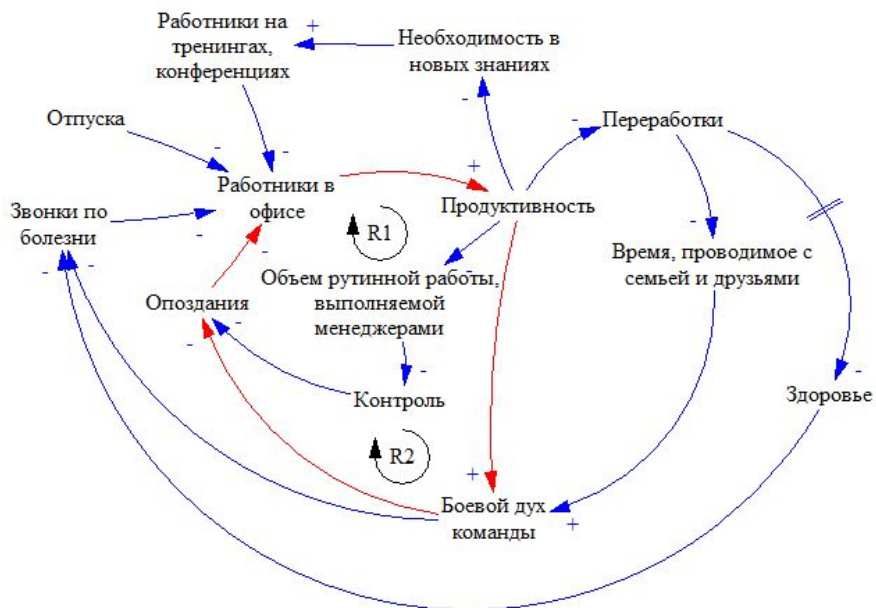 Работники на
тренингах,
конференциях
+
Необходимость в
новых знаниях
-
Отпуска
-
-
-
Переработки
Работники в
офисе
+
Продуктивность
Звонки по
болезни
-
-
-
R1
-
Время, проводимое с
семьей и друзьями
Объем рутинной работы,
выполняемой
менеджерами
-
-
Опоздания
-
-
-
Контроль
-
Здоровье
R2
+
Боевой дух
команды
+